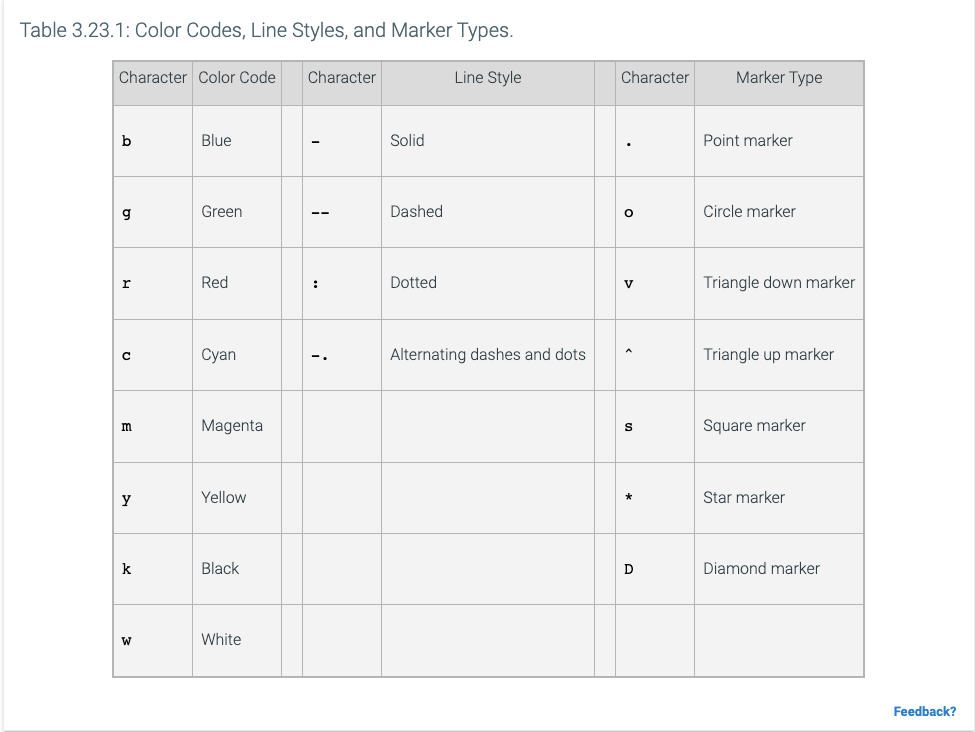 Table 3.23.1: Color Codes, Line Styles, and Marker Types.
Character Color Code Character Line Style Character Marker Type
b Blue - Solid . Point marker
g Green -- Dashed o Circle marker
r Red : Dotted v Triangle down marker
c Cyan -. Alternating dashes and dots ^ Triangle up marker
m Magenta s Square marker
y Yellow * Star marker
k Black D Diamond marker
w White
Feedback?